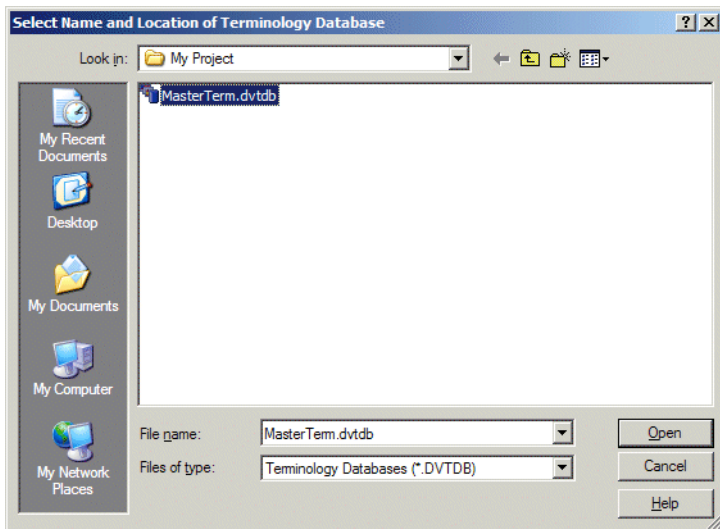 Select Name and Location of Terminology Database
Look in:
My Project
MasterTerm.dvtdb
My Recent
Documents
Desktop
My Documents
My Computer
My Network
Places
File name:
MasterTerm.dvtdb
Open
Files of type:
Terminology Databases (*.DVTDB)
Cancel
Help